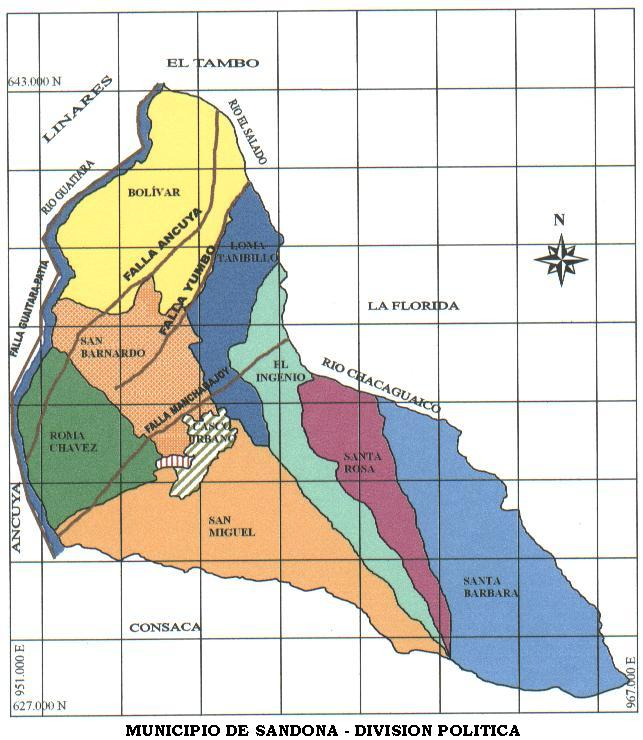 EL TAMBO
643.000 N
LINARES
RIO EL SALADO
RIO GUAITARA
BOLÍVAR
FALLA ANCUYA
N
LOMA
TAMBILLO
FALLA YUMBO
FALLA GUAITARA-PATIA
LA FLORIDA
SAN
BARNARDO
EL
INGENIO
RIO CHACAGUAICO
FALLA MANCHABAJOY
CASCO
URBANO
ROMA
CHAVEZ
SANTA
ROSA
ANCUYA
SAN
MIGUEL
SANTA
BARBARA
CONSACA
951.000 E
967.000 E
627.000 N
MUNICIPIO DE SANDONA - DIVISION POLITICA